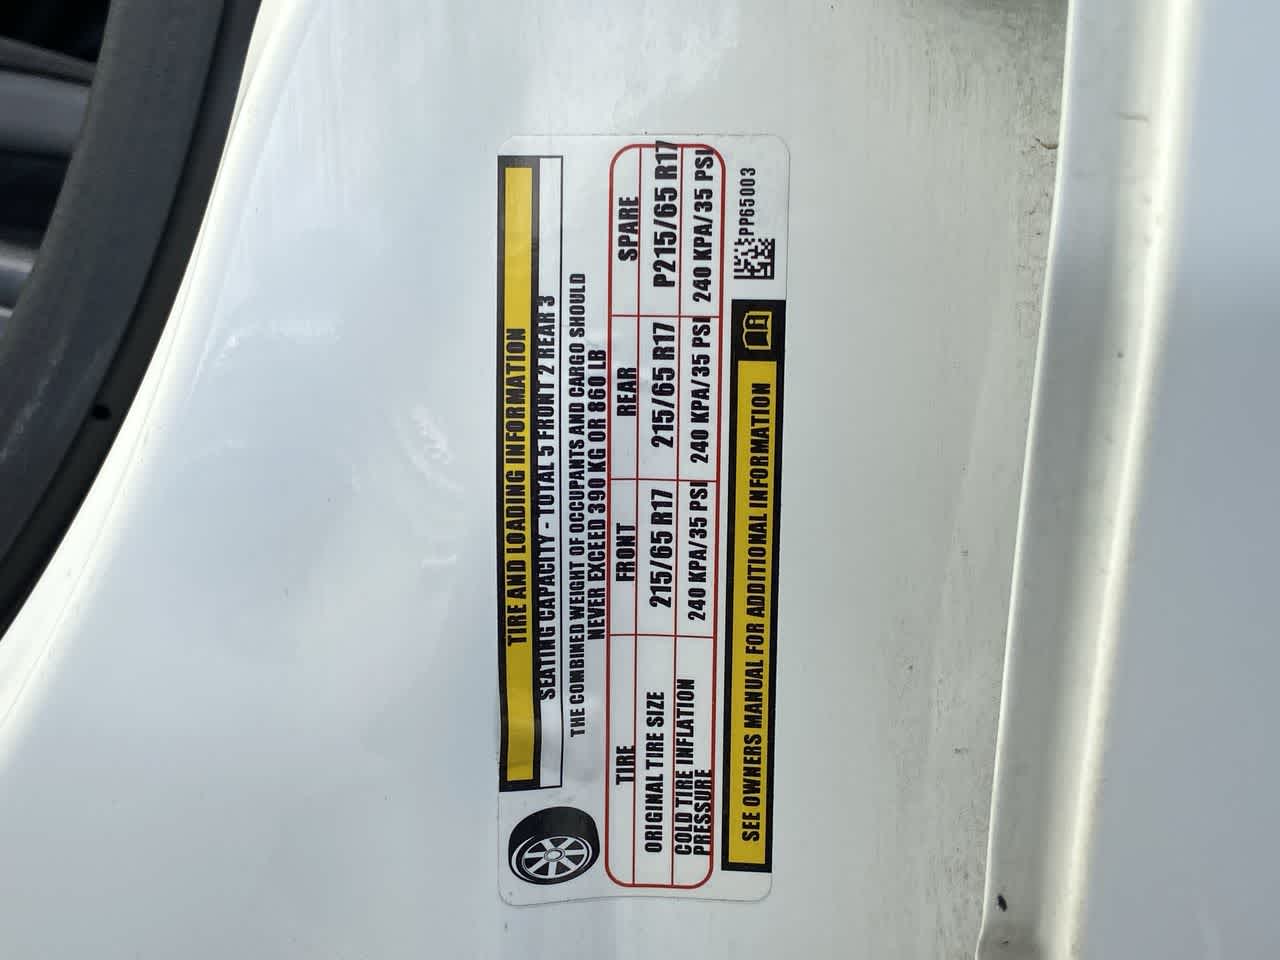 TIRE AND LOADING INFORMATION
SEATING CAPACITY - TOTAL 5 FRONT 2 REAR 3
THE COMBINED WEIGHT OF OCCUPANTS AND CARGO SHOULD
NEVER EXCEED 390 KG OR 860 LB
TIRE FRONT REAR SPARE
ORIGINAL TIRE SIZE 215/65 R17 215/65 R17 P215/65 R17
COLD TIRE INFLATION
PRESSURE 240 KPA/35 PSI 240 KPA/35 PSI 240 KPA/35 PSI
SEE OWNERS MANUAL FOR ADDITIONAL INFORMATION
PP65003